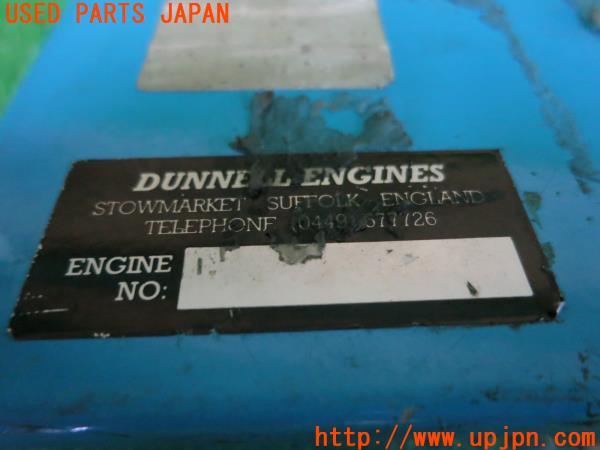 USED PARTS JAPAN
DUNNELL ENGINES
STOWMARKET SUFFOLK ENGLAND
TELEPHONE (0449) 677726
ENGINE
NO:
http://www.upjpn.com/